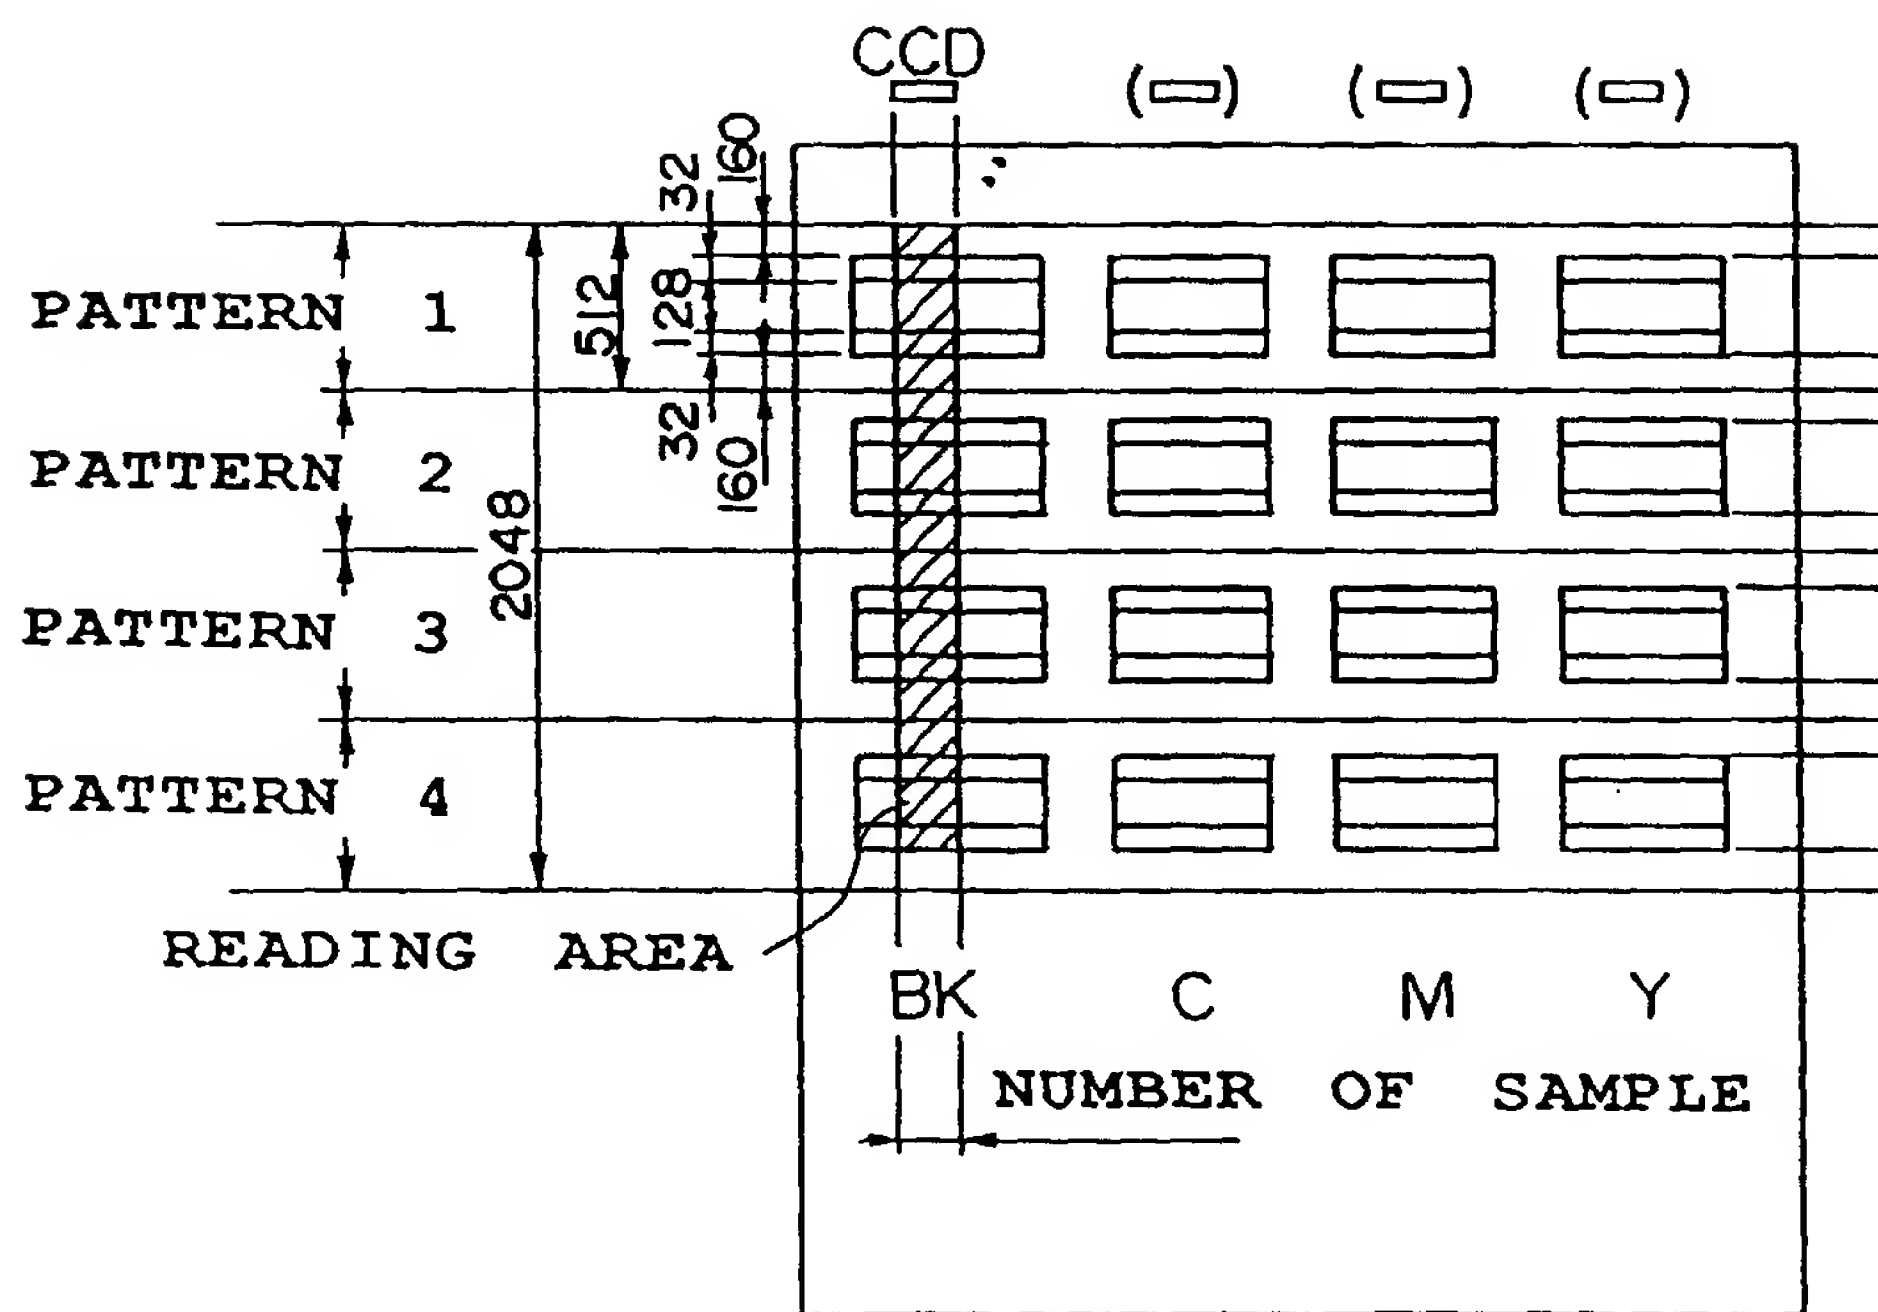 CCD
( ) ( ) ( )
32 160
PATTERN 1
512 128
32 160
PATTERN 2
2048
PATTERN 3
PATTERN 4
READING AREA
BK C M Y
NUMBER OF SAMPLE